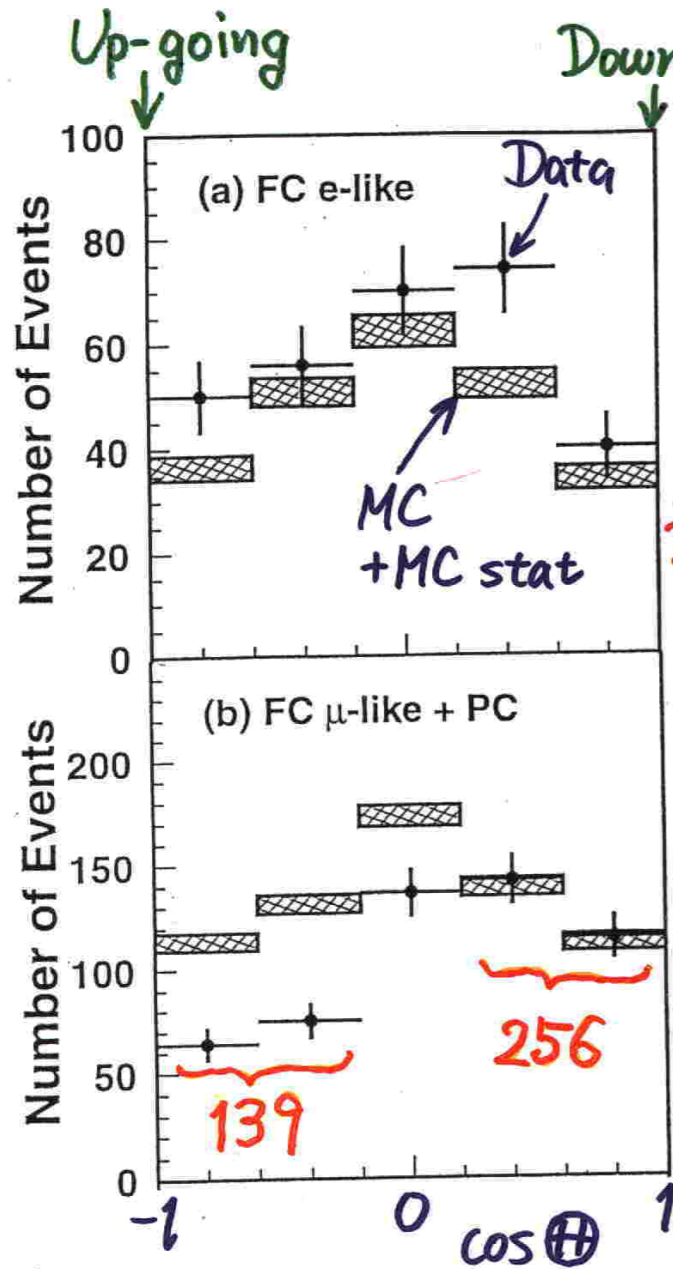 Up-going Down
100
(a) FC e-like
Data
80
60
40
20
0
MC
+MC stat
Number of Events
(b) FC μ-like + PC
200
150
100
50
0
256
139
Number of Events
-1 0 1
cos Θ